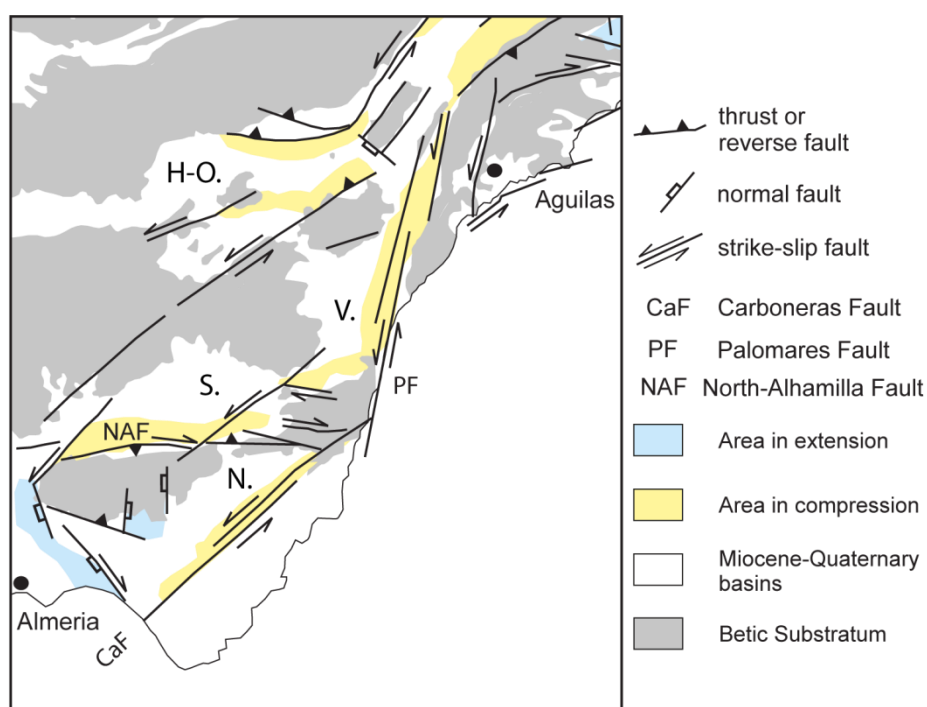 H-O.
Aguilas
V.
S.
PF
NAF
N.
Almeria
CaF
thrust or
reverse fault
normal fault
strike-slip fault
CaF Carboneras Fault
PF Palomares Fault
NAF North-Alhamilla Fault
Area in extension
Area in compression
Miocene-Quaternary
basins
Betic Substratum